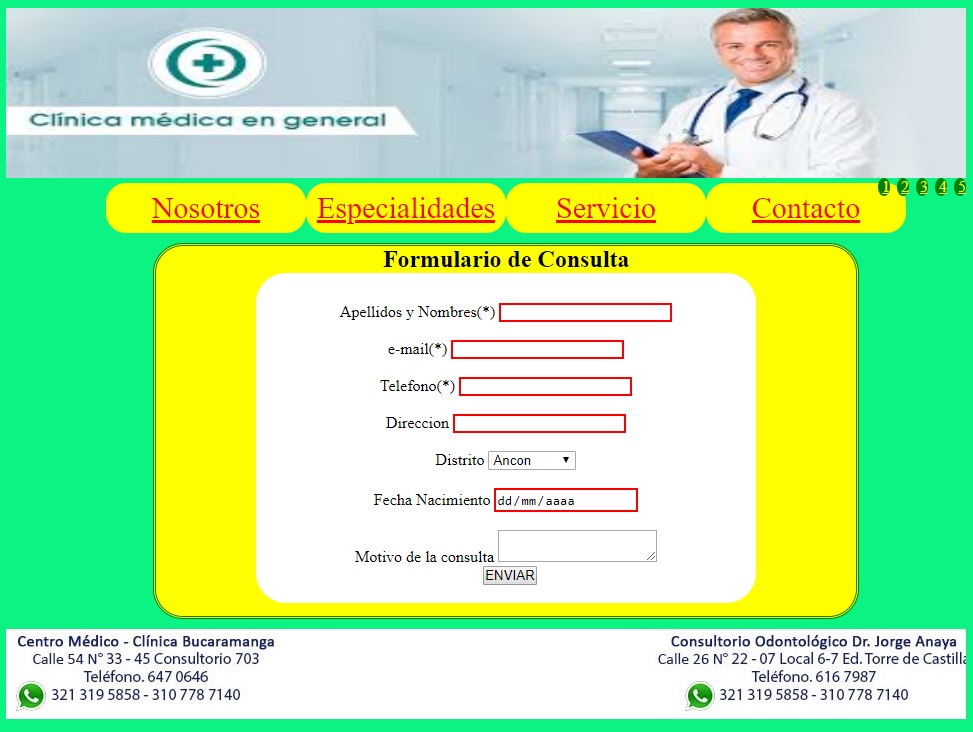 Clínica médica en general
1 2 3 4 5
Nosotros Especialidades Servicio Contacto
Formulario de Consulta
Apellidos y Nombres(*)
e-mail(*)
Telefono(*)
Direccion
Distrito Ancon
Fecha Nacimiento dd/mm/aaaa
Motivo de la consulta
ENVIAR
Centro Médico - Clínica Bucaramanga
Calle 54 N° 33 - 45 Consultorio 703
Teléfono. 647 0646
321 319 5858 - 310 778 7140
Consultorio Odontológico Dr. Jorge Anaya
Calle 26 N° 22 - 07 Local 6-7 Ed. Torre de Castilla
Teléfono. 616 7987
321 319 5858 - 310 778 7140